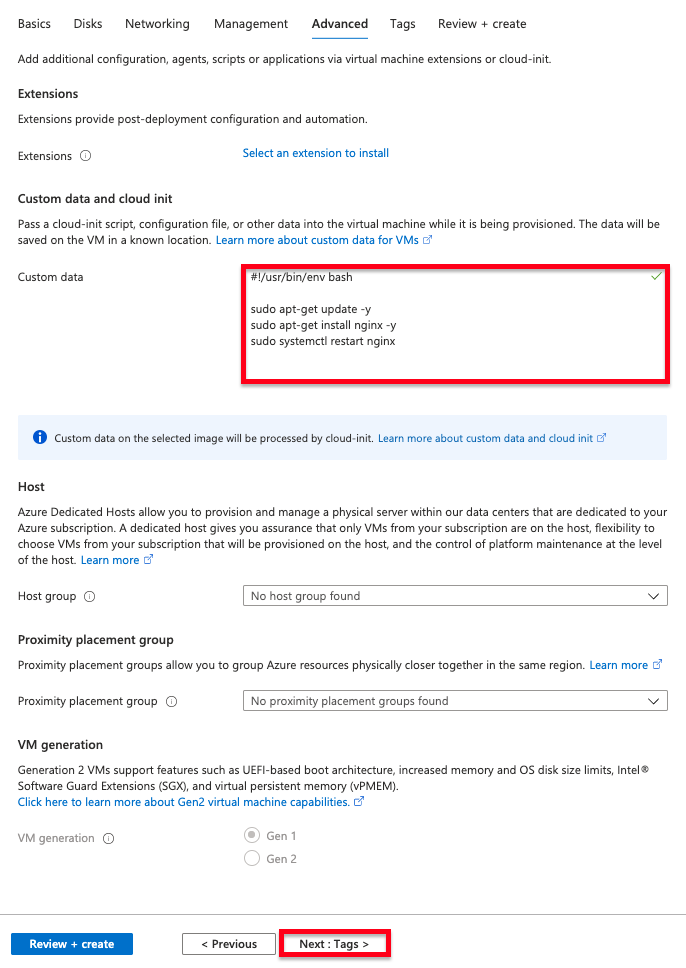 Basics Disks Networking Management Advanced Tags Review + create
Add additional configuration, agents, scripts or applications via virtual machine extensions or cloud-init.
Extensions
Extensions provide post-deployment configuration and automation.
Extensions Select an extension to install
Custom data and cloud init
Pass a cloud-init script, configuration file, or other data into the virtual machine while it is being provisioned. The data will be
saved on the VM in a known location. Learn more about custom data for VMs
Custom data
#!/usr/bin/env bash
sudo apt-get update -y
sudo apt-get install nginx -y
sudo systemctl restart nginx
Custom data on the selected image will be processed by cloud-init. Learn more about custom data and cloud init
Host
Azure Dedicated Hosts allow you to provision and manage a physical server within our data centers that are dedicated to your
Azure subscription. A dedicated host gives you assurance that only VMs from your subscription are on the host, flexibility to
choose VMs from your subscription that will be provisioned on the host, and the control of platform maintenance at the level
of the host. Learn more
Host group No host group found
Proximity placement group
Proximity placement groups allow you to group Azure resources physically closer together in the same region. Learn more
Proximity placement group No proximity placement groups found
VM generation
Generation 2 VMs support features such as UEFI-based boot architecture, increased memory and OS disk size limits, Intel®
Software Guard Extensions (SGX), and virtual persistent memory (vPMEM).
Click here to learn more about Gen2 virtual machine capabilities.
VM generation Gen 1
Gen 2
Review + create < Previous Next : Tags >